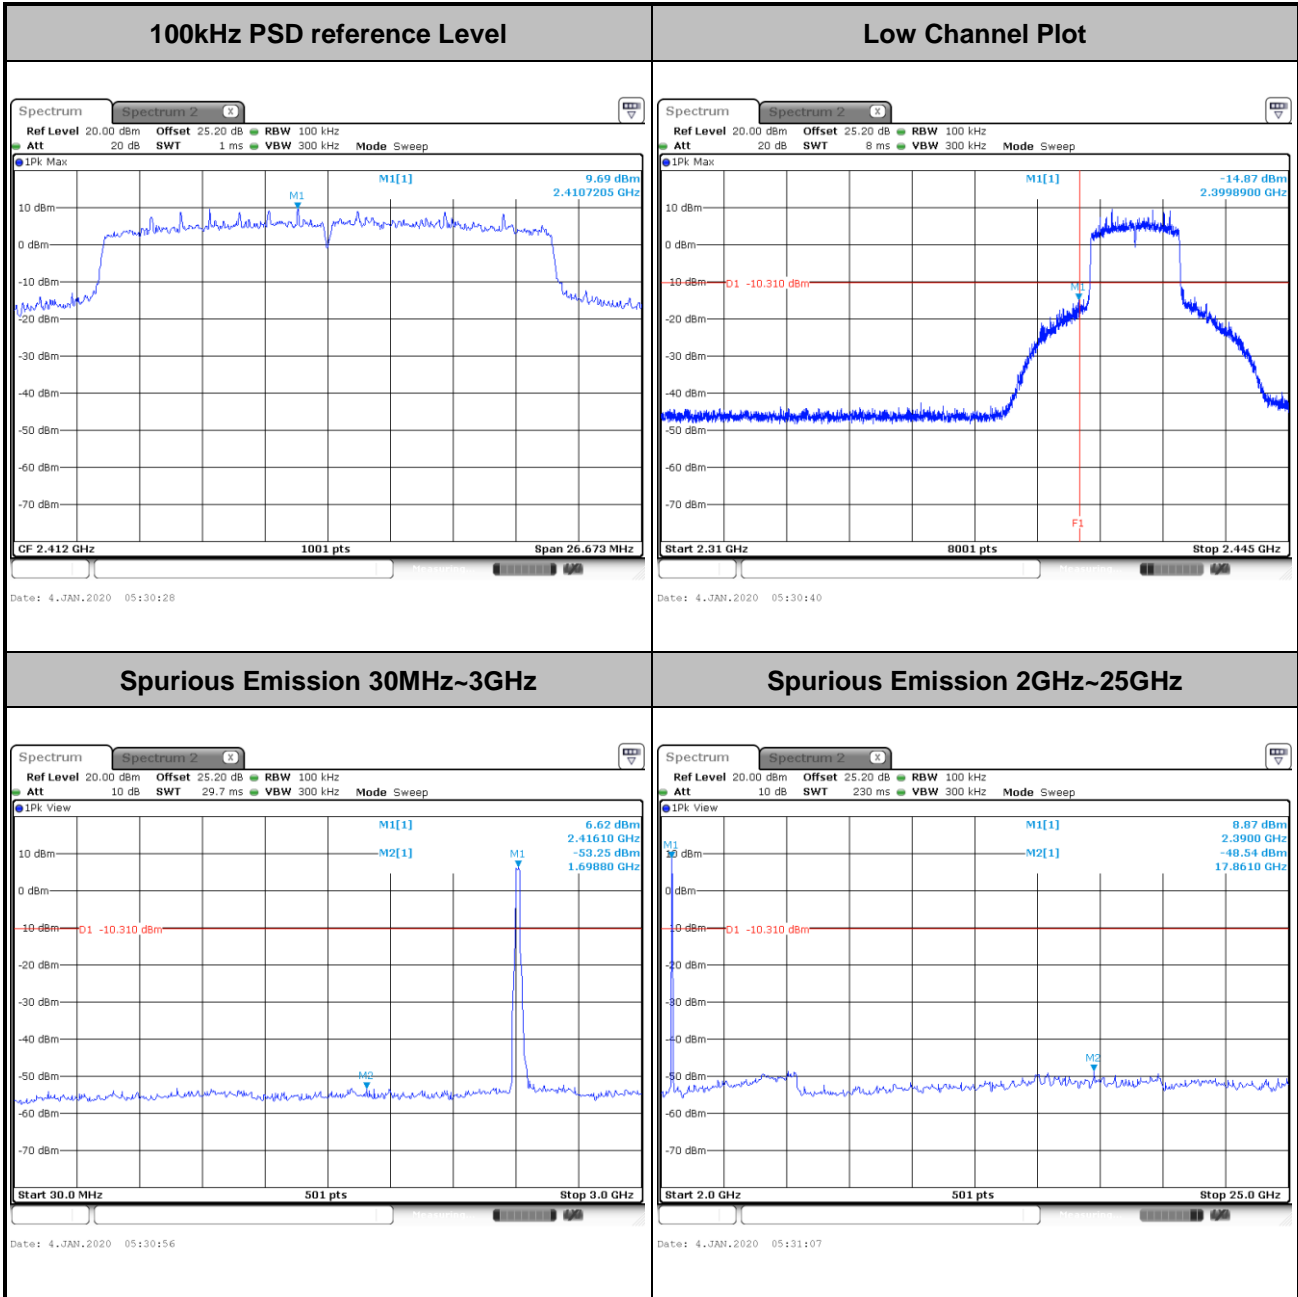 100kHz PSD reference Level
Low Channel Plot
Spectrum
Spectrum 2
X
Ref Level 20.00 dBm Offset 25.20 dB RBW 100 kHz
Att 20 dB SWT 1 ms VBW 300 kHz Mode Sweep
1Pk Max
M1[1] 9.69 dBm
2.4107205 GHz
M1
10 dBm
0 dBm
-10 dBm
-20 dBm
-30 dBm
-40 dBm
-50 dBm
-60 dBm
-70 dBm
CF 2.412 GHz 1001 pts Span 26.673 MHz
Date: 4.JAN.2020 05:30:28
Spectrum
Spectrum 2
X
Ref Level 20.00 dBm Offset 25.20 dB RBW 100 kHz
Att 20 dB SWT 8 ms VBW 300 kHz Mode Sweep
1Pk Max
M1[1] -14.87 dBm
2.3998900 GHz
10 dBm
0 dBm
-10 dBm
D1 -10.310 dBm
M1
-20 dBm
-30 dBm
-40 dBm
-50 dBm
-60 dBm
-70 dBm
F1
Start 2.31 GHz 8001 pts Stop 2.445 GHz
Date: 4.JAN.2020 05:30:40
Spurious Emission 30MHz~3GHz
Spurious Emission 2GHz~25GHz
Spectrum
Spectrum 2
X
Ref Level 20.00 dBm Offset 25.20 dB RBW 100 kHz
Att 10 dB SWT 29.7 ms VBW 300 kHz Mode Sweep
1Pk View
M1[1] 6.62 dBm
2.41610 GHz
M2[1] -53.25 dBm
1.69880 GHz
M1
10 dBm
0 dBm
-10 dBm
D1 -10.310 dBm
-20 dBm
-30 dBm
-40 dBm
-50 dBm
M2
-60 dBm
-70 dBm
Start 30.0 MHz 501 pts Stop 3.0 GHz
Date: 4.JAN.2020 05:30:56
Spectrum
Spectrum 2
X
Ref Level 20.00 dBm Offset 25.20 dB RBW 100 kHz
Att 10 dB SWT 230 ms VBW 300 kHz Mode Sweep
1Pk View
M1[1] 8.87 dBm
2.3900 GHz
M2[1] -48.54 dBm
17.8610 GHz
M1
10 dBm
0 dBm
-10 dBm
D1 -10.310 dBm
-20 dBm
-30 dBm
-40 dBm
M2
-50 dBm
-60 dBm
-70 dBm
Start 2.0 GHz 501 pts Stop 25.0 GHz
Date: 4.JAN.2020 05:31:07